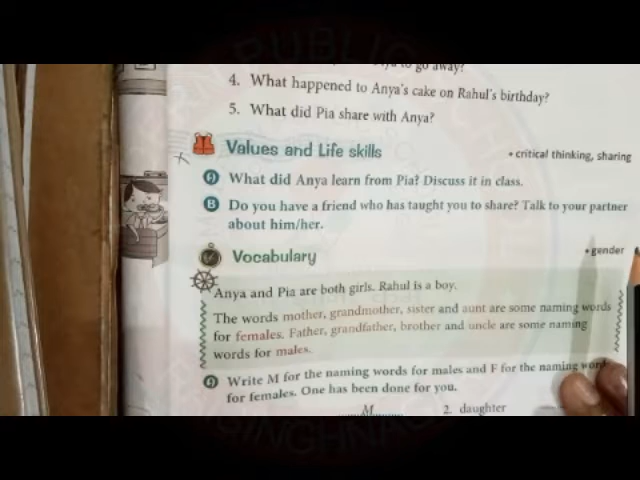 to go away?
4. What happened to Anya's cake on Rahul's birthday?
5. What did Pia share with Anya?
Values and Life skills
• critical thinking, sharing
A What did Anya learn from Pia? Discuss it in class.
B Do you have a friend who has taught you to share? Talk to your partner
about him/her.
Vocabulary
• gender
Anya and Pia are both girls. Rahul is a boy.
The words mother, grandmother, sister and aunt are some naming words
for females. Father, grandfather, brother and uncle are some naming
words for males.
A Write M for the naming words for males and F for the naming word
for females. One has been done for you.
M
2. daughter